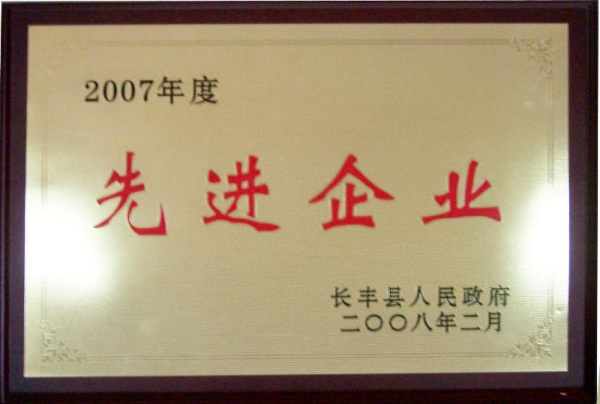 2007年度
先进企业
长丰县人民政府
二〇〇八年二月